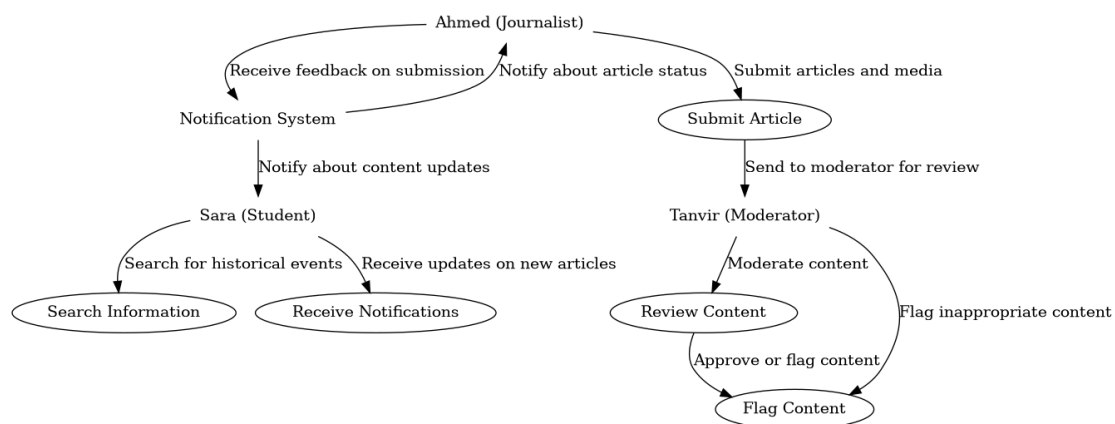 Ahmed (Journalist)
Receive feedback on submission
Notify about article status
Submit articles and media
Notification System
Submit Article
Notify about content updates
Send to moderator for review
Sara (Student)
Tanvir (Moderator)
Search for historical events
Receive updates on new articles
Moderate content
Search Information
Receive Notifications
Review Content
Flag inappropriate content
Approve or flag content
Flag Content